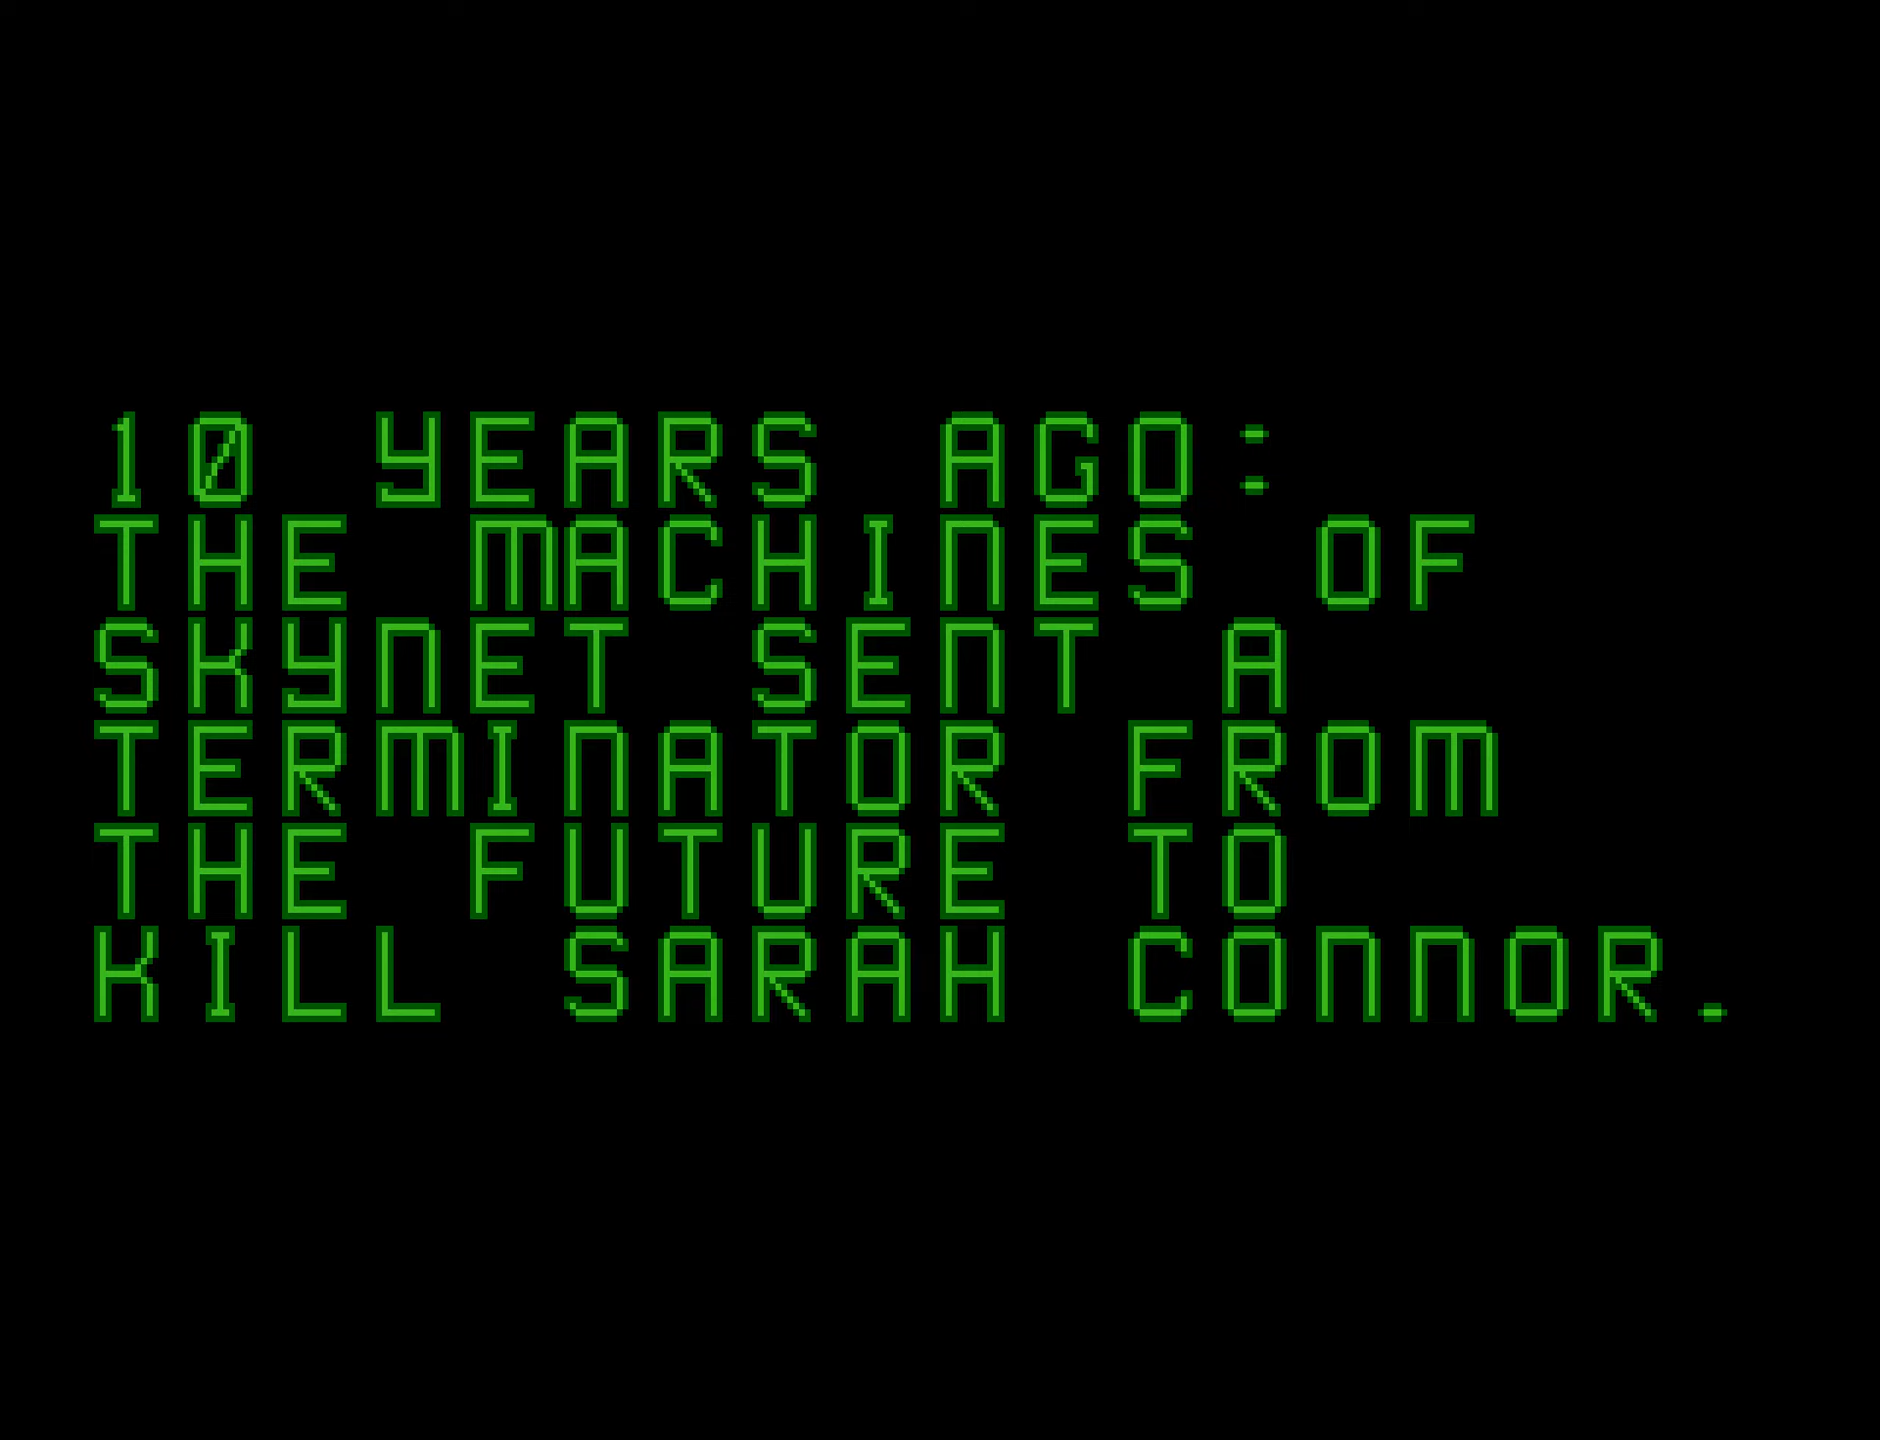 10 YEARS AGO:
THE MACHINES OF
SKYNET SENT A
TERMINATOR FROM
THE FUTURE TO
KILL SARAH CONNOR.